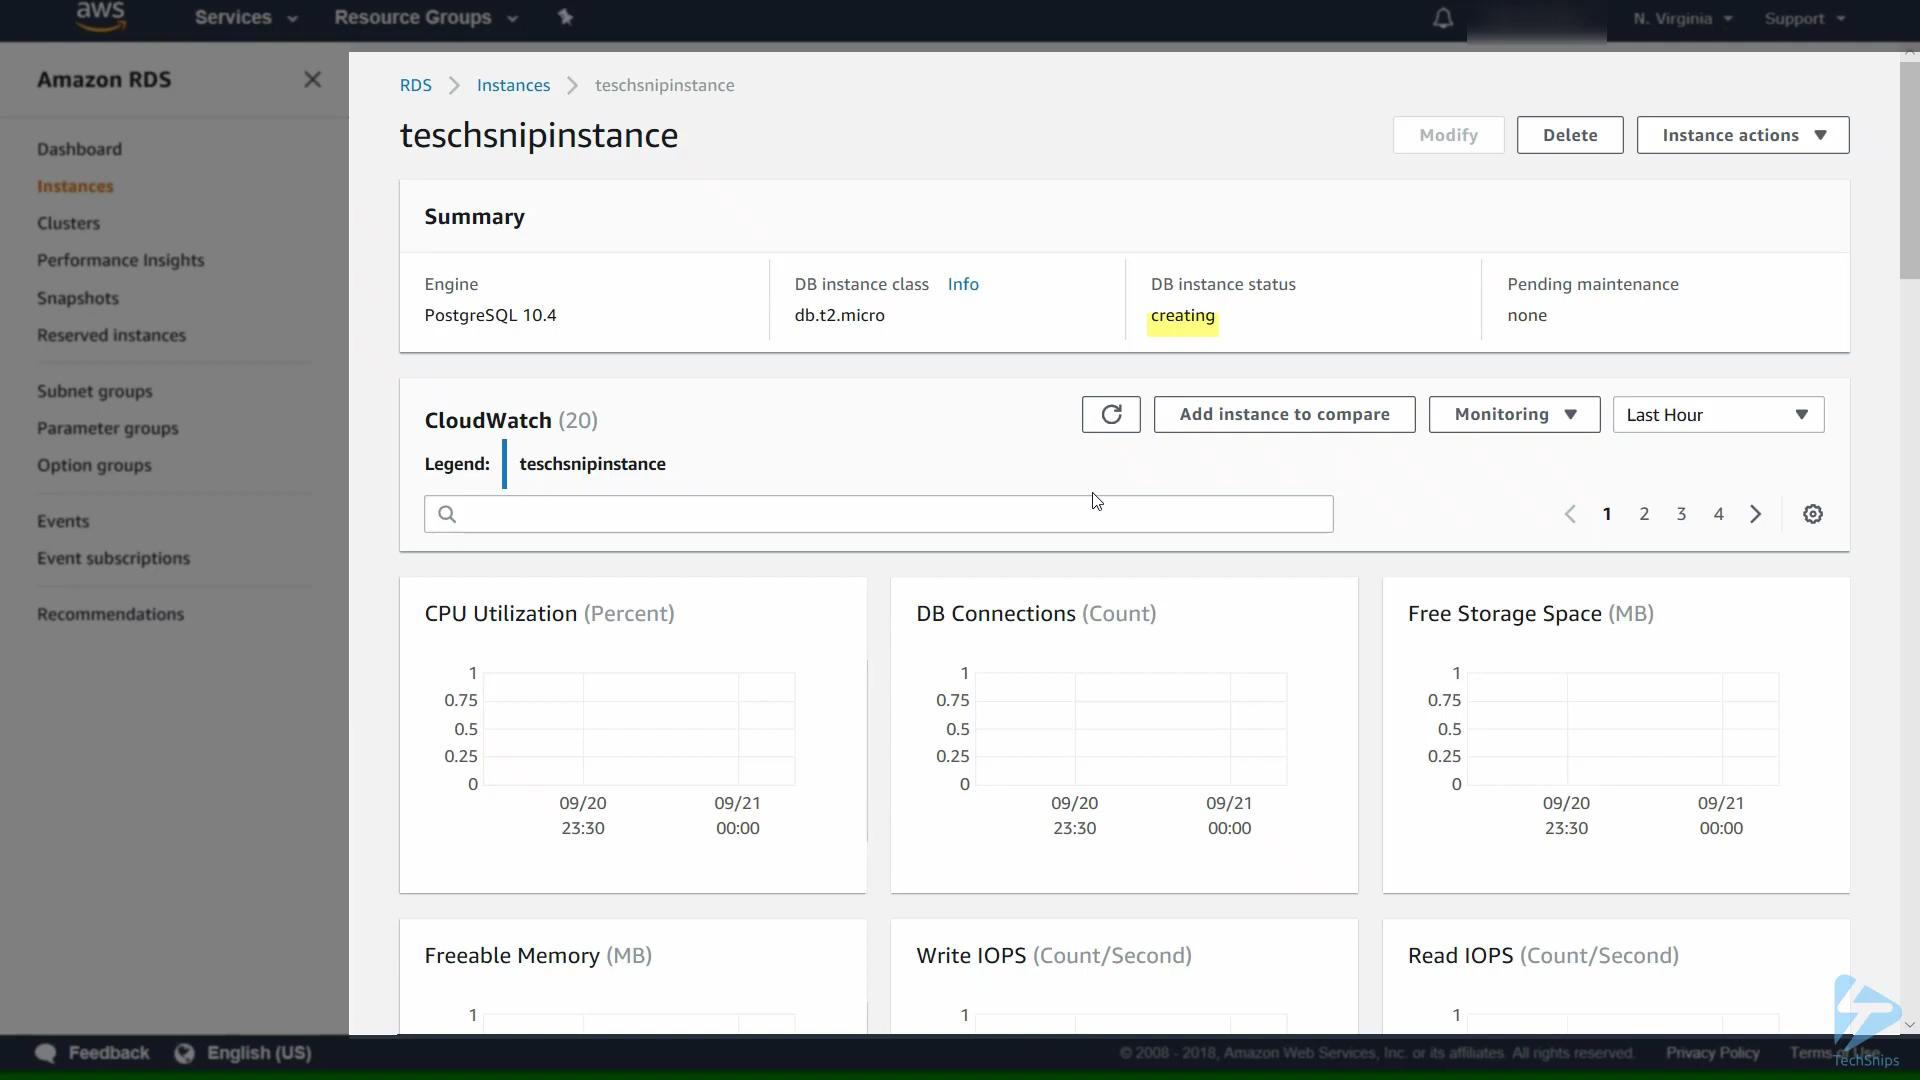 aws Services Resource Groups N. Virginia Support
Amazon RDS
Dashboard
Instances
Clusters
Performance Insights
Snapshots
Reserved instances
Subnet groups
Parameter groups
Option groups
Events
Event subscriptions
Recommendations
RDS Instances teschsnipinstance
teschsnipinstance
Modify Delete Instance actions
Summary
Engine DB instance class Info DB instance status Pending maintenance
PostgreSQL 10.4 db.t2.micro creating none
CloudWatch (20) Add instance to compare Monitoring Last Hour
Legend: teschsnipinstance
1 2 3 4
CPU Utilization (Percent)
1
0.75
0.5
0.25
0
09/20 09/21
23:30 00:00
DB Connections (Count)
1
0.75
0.5
0.25
0
09/20 09/21
23:30 00:00
Free Storage Space (MB)
1
0.75
0.5
0.25
0
09/20 09/21
23:30 00:00
Freeable Memory (MB)
1
Write IOPS (Count/Second)
1
Read IOPS (Count/Second)
1
Feedback English (US) © 2008 - 2018, Amazon Web Services, Inc. or its affiliates. All rights reserved. Privacy Policy Terms
TechSnips